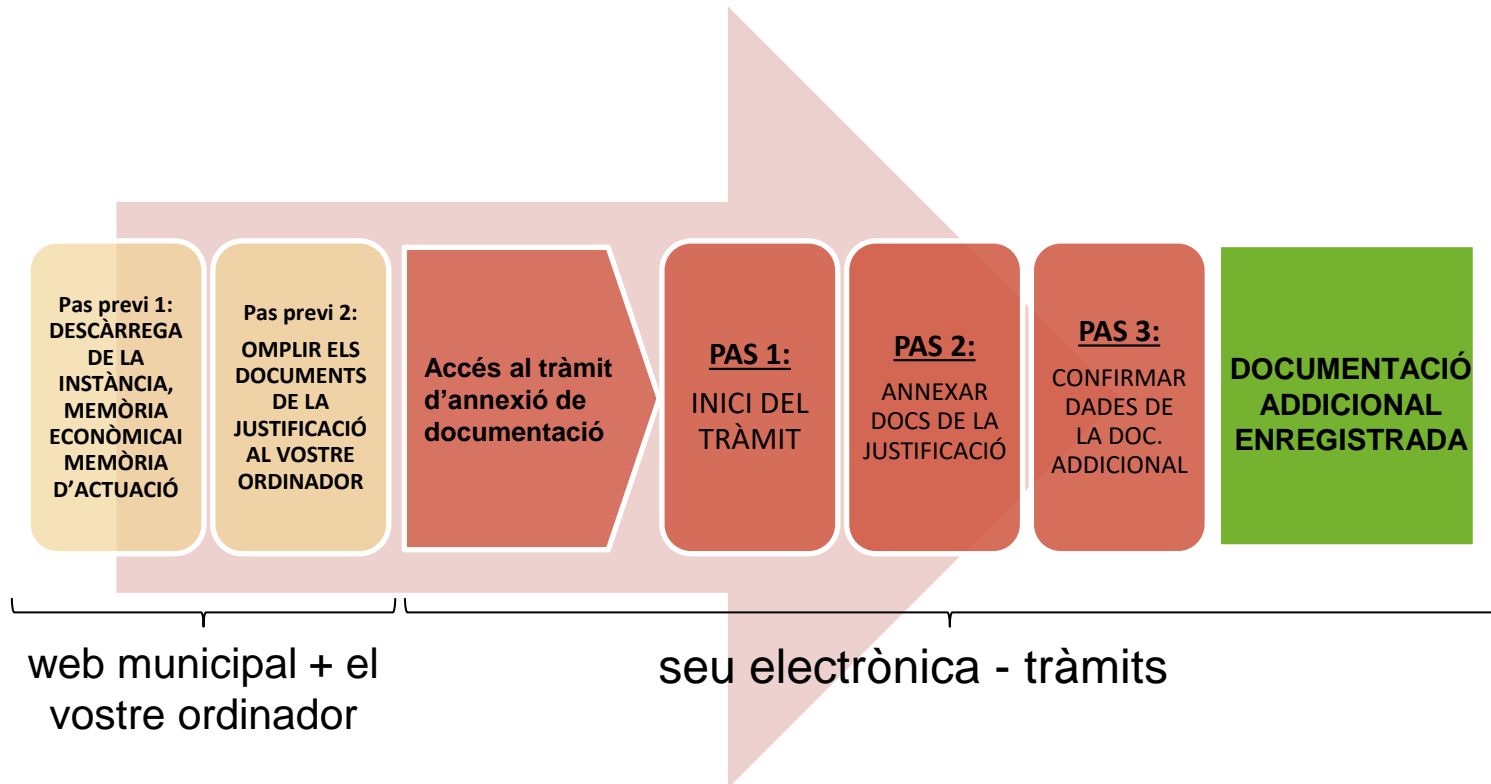 Pas previ 1:
DESCÀRREGA
DE LA
INSTÀNCIA,
MEMÒRIA
ECONÒMICAI
MEMÒRIA
D’ACTUACIÓ
Pas previ 2:
OMPLIR ELS
DOCUMENTS
DE LA
JUSTIFICACIÓ
AL VOSTRE
ORDINADOR
Accés al tràmit
d’annexió de
documentació
PAS 1:
INICI DEL
TRÀMIT
PAS 2:
ANNEXAR
DOCS DE LA
JUSTIFICACIÓ
PAS 3:
CONFIRMAR
DADES DE
LA DOC.
ADDICIONAL
DOCUMENTACIÓ
ADDICIONAL
ENREGISTRADA
web municipal + el
vostre ordinador
seu electrònica - tràmits